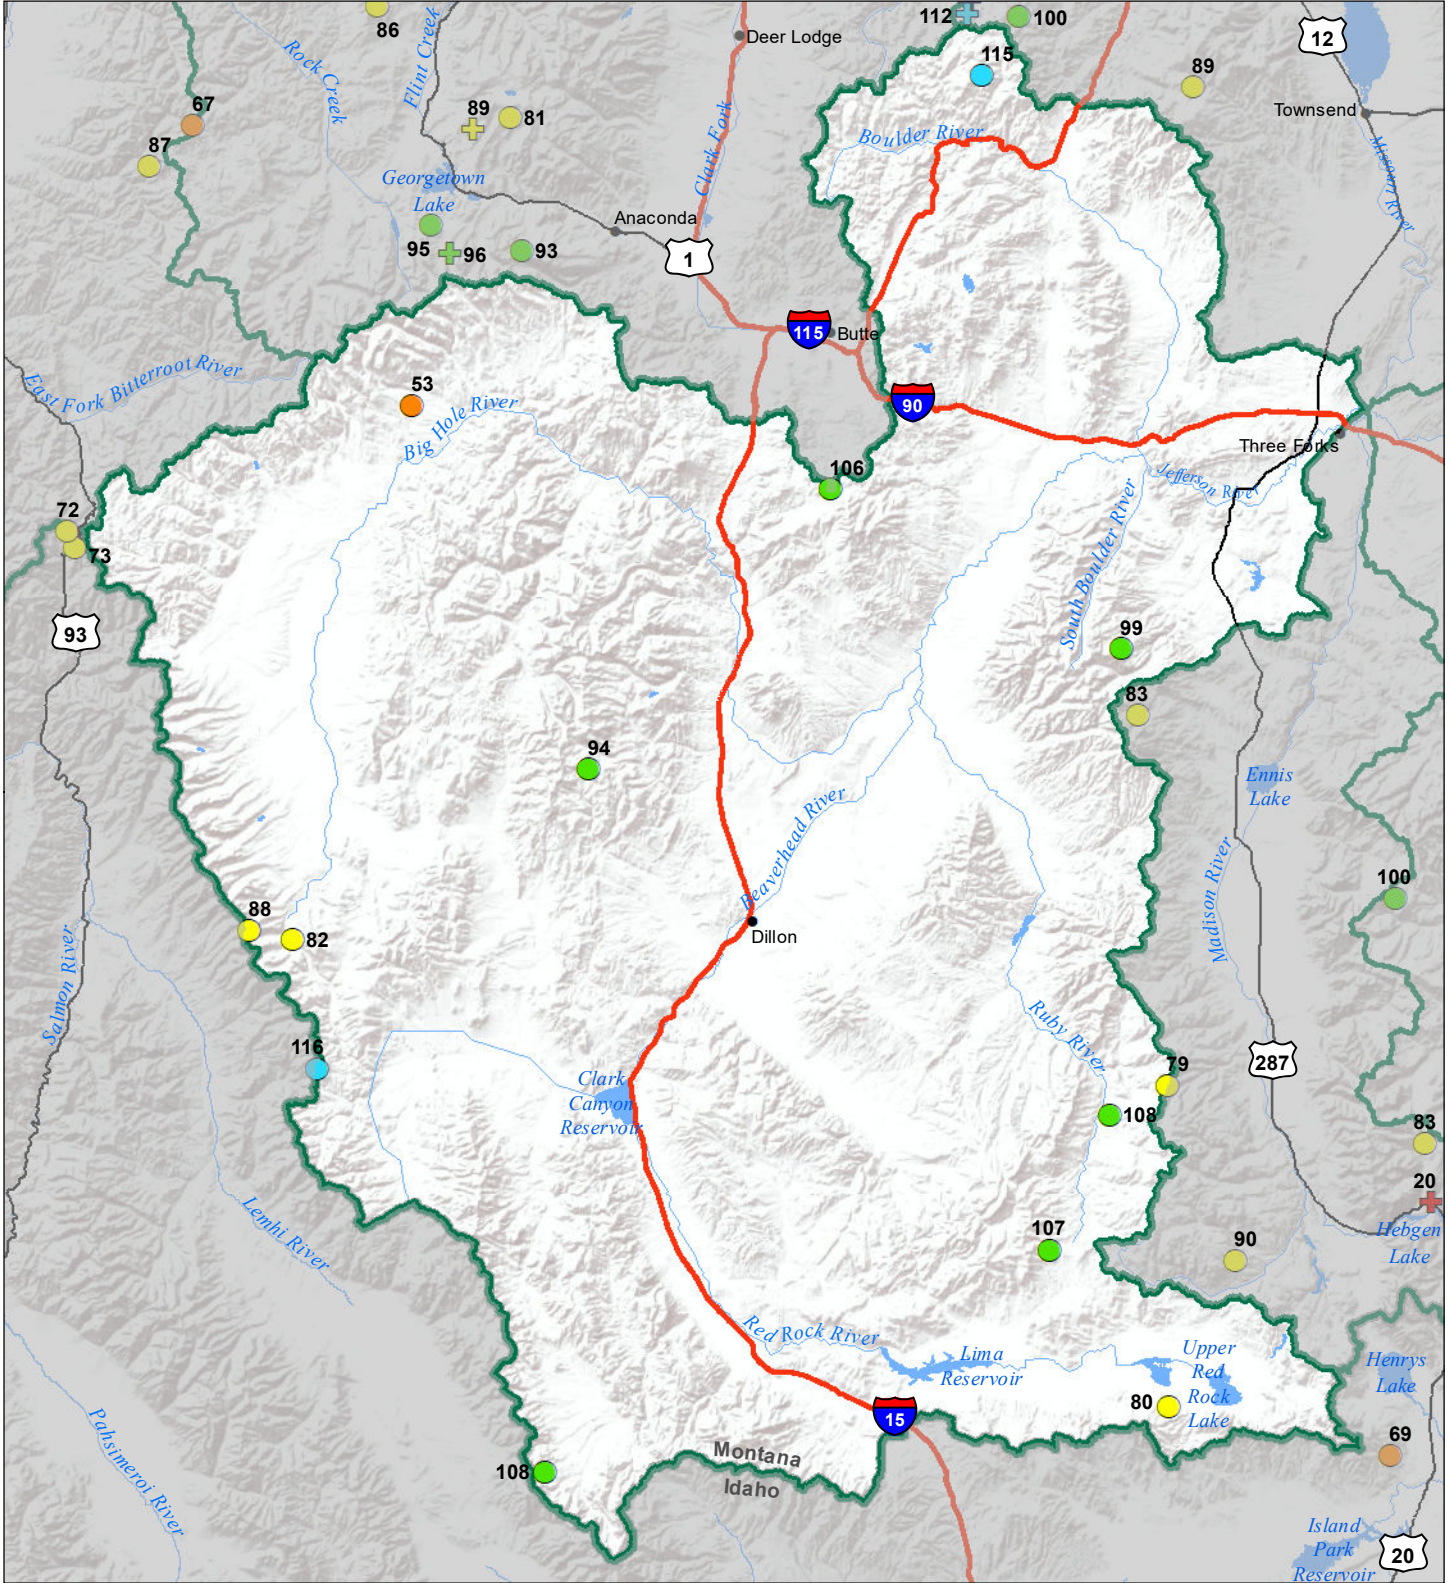 86
Rock Creek
Flint Creek
Deer Lodge
112
100
12
115
89
Townsend
67
89
81
87
Clark Fork
Boulder River
Missouri River
Georgetown
Lake
Anaconda
95
96
93
1
115
Butte
East Fork Bitterroot River
53
Big Hole River
90
Three Forks
106
Jefferson River
72
73
South Boulder River
93
99
83
94
Ennis
Lake
Beaverhead River
Madison River
100
88
82
Dillon
Salmon River
Ruby River
116
287
79
Clark
Canyon
Reservoir
108
83
20
Lemhi River
107
90
Hebgen
Lake
Red Rock River
Lima
Reservoir
Upper
Red
Rock
Lake
Henrys
Lake
80
15
69
Pahsimeroi River
108
Montana
Idaho
Island
Park
Reservoir
20